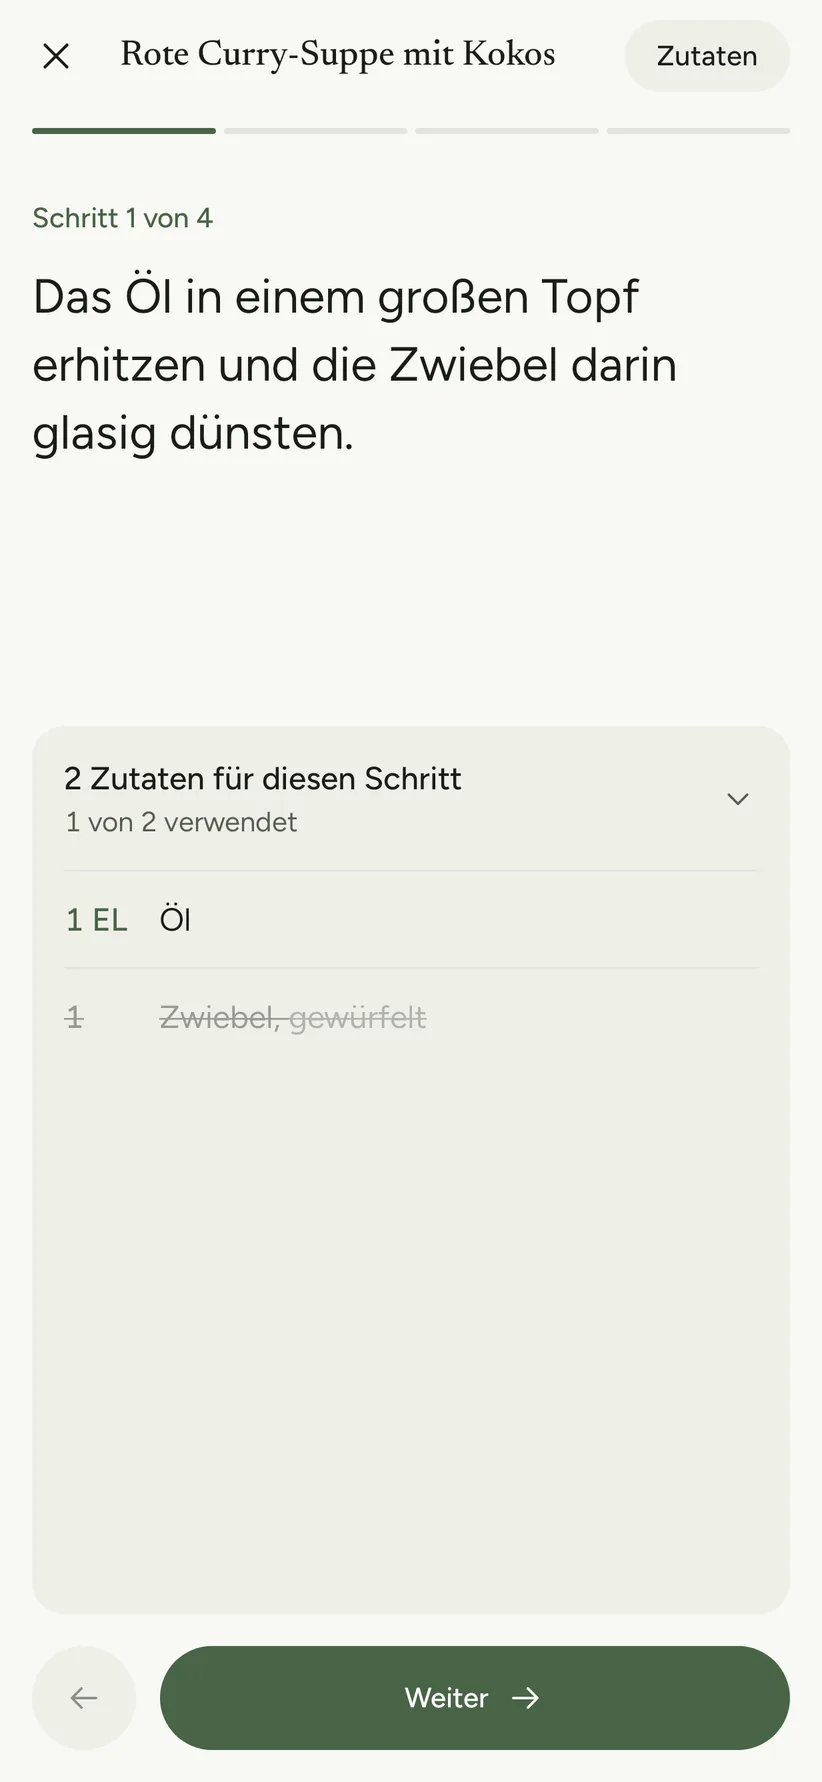 Rote Curry-Suppe mit Kokos
Zutaten
Schritt 1 von 4
Das Öl in einem großen Topf
erhitzen und die Zwiebel darin
glasig dünsten.
2 Zutaten für diesen Schritt
1 von 2 verwendet
1 EL Öl
1 Zwiebel, gewürfelt
Weiter